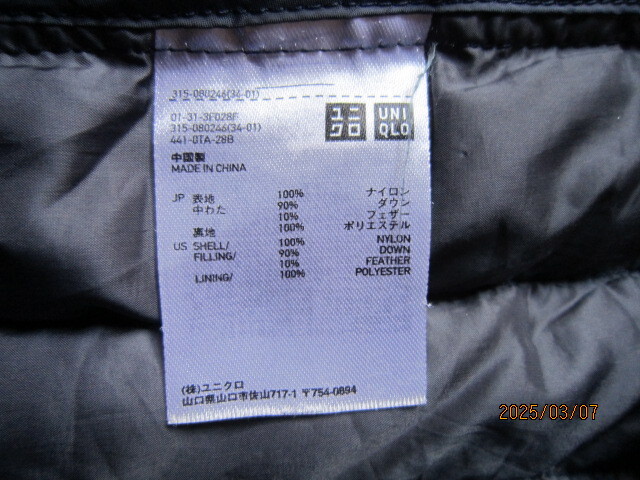 315-080246(34-01)
01-31-3F028F
315-080246(34-01)
441-0TA-28B
ユニクロ
UNIQLO
中国製
MADE IN CHINA
JP 表地 100% ナイロン
中わた 90% ダウン
10% フェザー
裏地 100% ポリエステル
US SHELL/ 100% NYLON
FILLING/ 90% DOWN
10% FEATHER
LINING/ 100% POLYESTER
(株)ユニクロ
山口県山口市佐山717-1 〒754-0894
2025/03/07